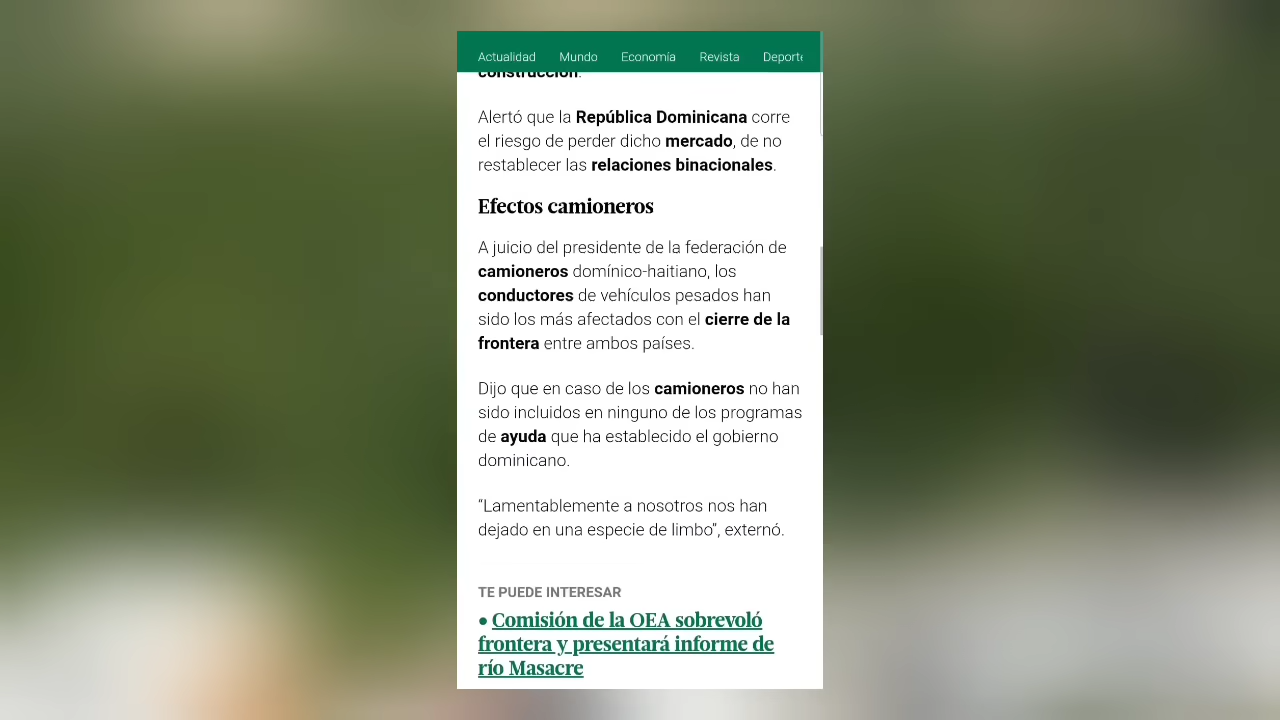 Actualidad Mundo Economía Revista Deporte
construcción.
Alertó que la República Dominicana corre
el riesgo de perder dicho mercado, de no
restablecer las relaciones binacionales.
Efectos camioneros
A juicio del presidente de la federación de
camioneros domínico-haitiano, los
conductores de vehículos pesados han
sido los más afectados con el cierre de la
frontera entre ambos países.
Dijo que en caso de los camioneros no han
sido incluidos en ninguno de los programas
de ayuda que ha establecido el gobierno
dominicano.
“Lamentablemente a nosotros nos han
dejado en una especie de limbo”, externó.
TE PUEDE INTERESAR
• Comisión de la OEA sobrevoló
frontera y presentará informe de
río Masacre